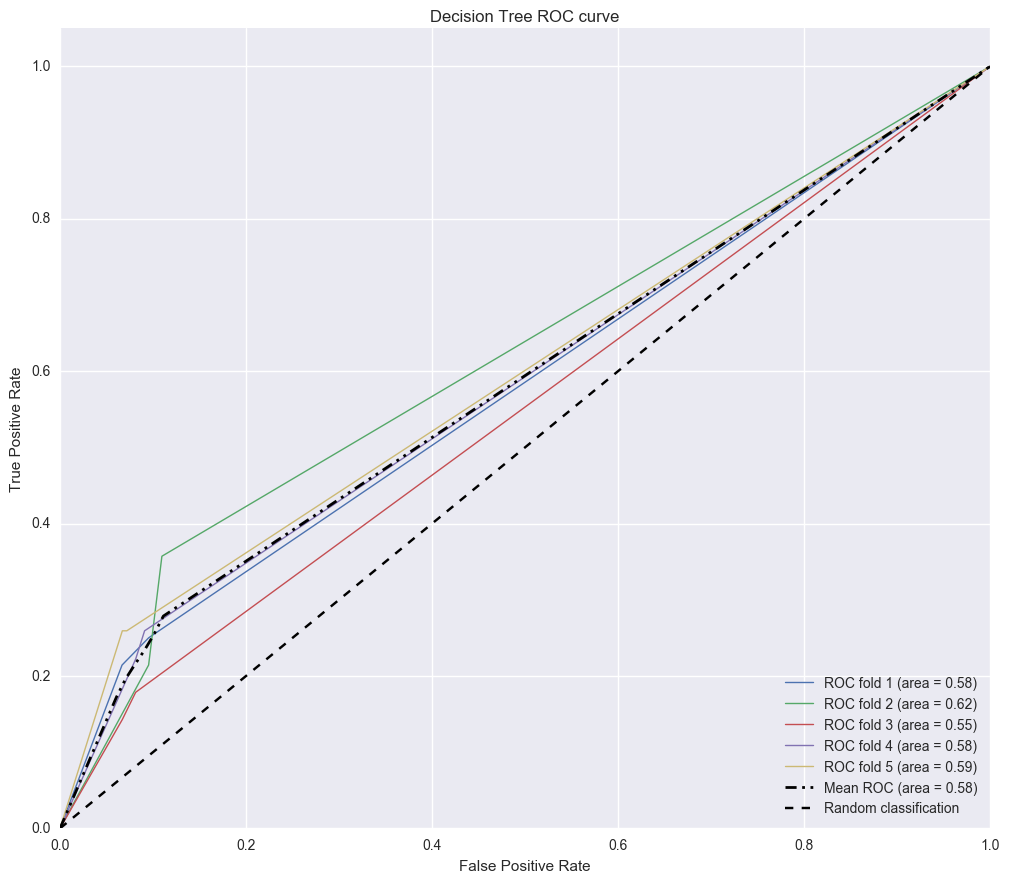 Decision Tree ROC curve
1.0
0.8
0.6
0.4
0.2
0.0
True Positive Rate
ROC fold 1 (area = 0.58)
ROC fold 2 (area = 0.62)
ROC fold 3 (area = 0.55)
ROC fold 4 (area = 0.58)
ROC fold 5 (area = 0.59)
Mean ROC (area = 0.58)
Random classification
0.0 0.2 0.4 0.6 0.8 1.0
False Positive Rate